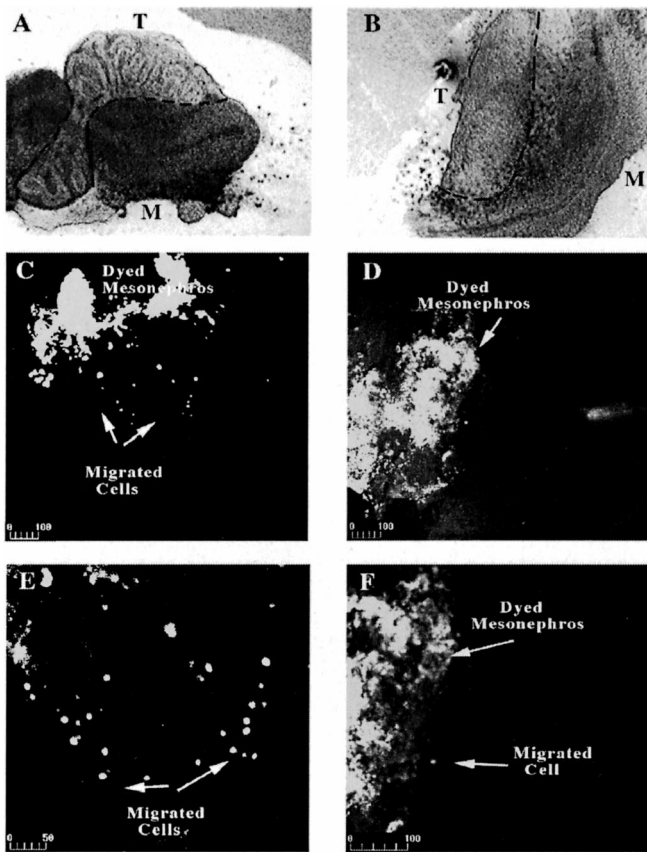 A
T
M
B
T
M
C
Dyed
Mesonephros
Migrated
Cells
0 100
D
Dyed
Mesonephros
0 100
E
Migrated
Cells
0 50
F
Dyed
Mesonephros
Migrated
Cell
0 100